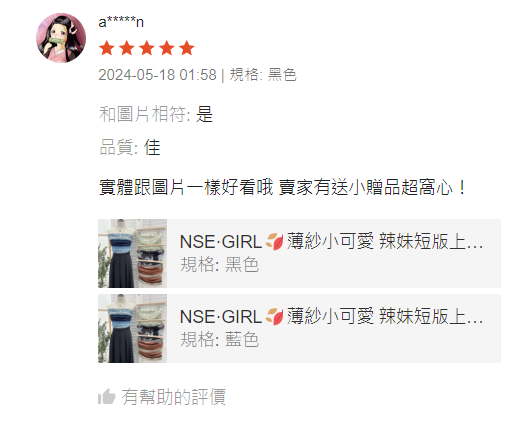 a*****n
2024-05-18 01:58 | 規格: 黑色
和圖片相符: 是
品質: 佳
實體跟圖片一樣好看哦 賣家有送小贈品超窩心！
NSE·GIRL🍂薄紗小可愛 辣妹短版上...
規格: 黑色
NSE·GIRL🍂薄紗小可愛 辣妹短版上...
規格: 藍色
有幫助的評價